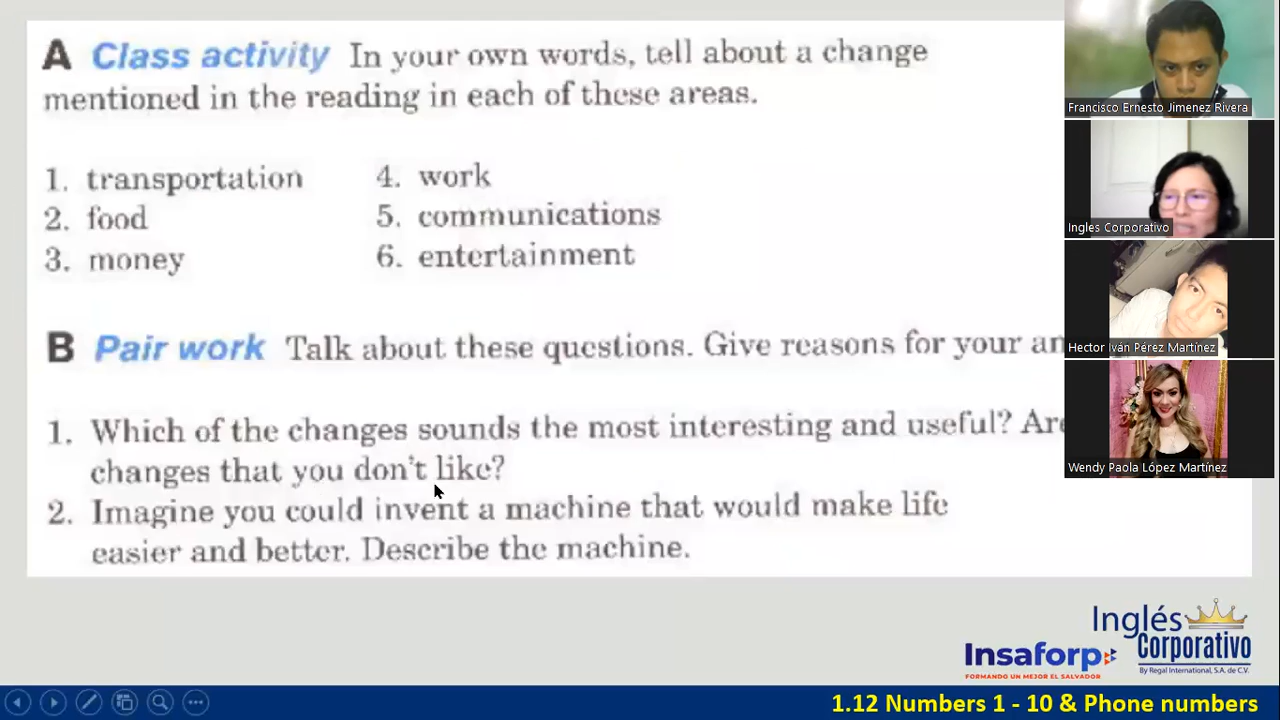 A Class activity In your own words, tell about a change
mentioned in the reading in each of these areas.
1. transportation
2. food
3. money
4. work
5. communications
6. entertainment
B Pair work Talk about these questions. Give reasons for your an
1. Which of the changes sounds the most interesting and useful? Are
changes that you don't like?
2. Imagine you could invent a machine that would make life
easier and better. Describe the machine.
Francisco Ernesto Jimenez Rivera
Ingles Corporativo
Hector Iván Pérez Martínez
Wendy Paola López Martínez
Insaforp
FORMANDO UN MEJOR EL SALVADOR
Inglés
Corporativo
By Regal International, S.A. de C.V.
1.12 Numbers 1 - 10 & Phone numbers